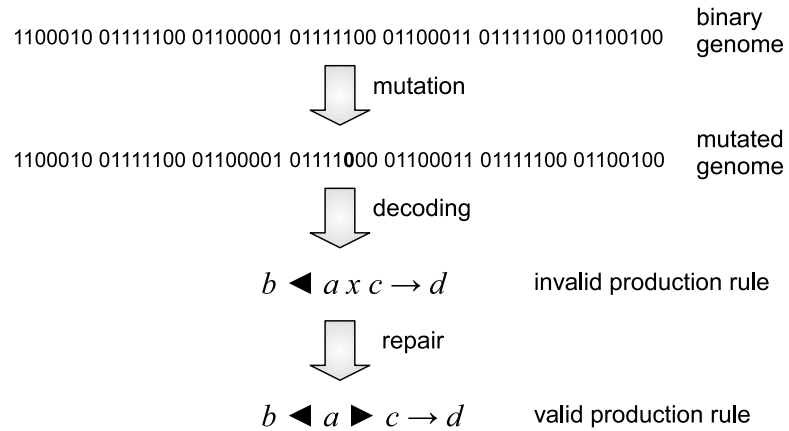 1100010 01111100 01100001 01111100 01100011 01111100 01100100
binary
genome
mutation
1100010 01111100 01100001 01111000 01100011 01111100 01100100
mutated
genome
decoding
b ◀ a x c → d
invalid production rule
repair
b ◀ a ▶ c → d
valid production rule